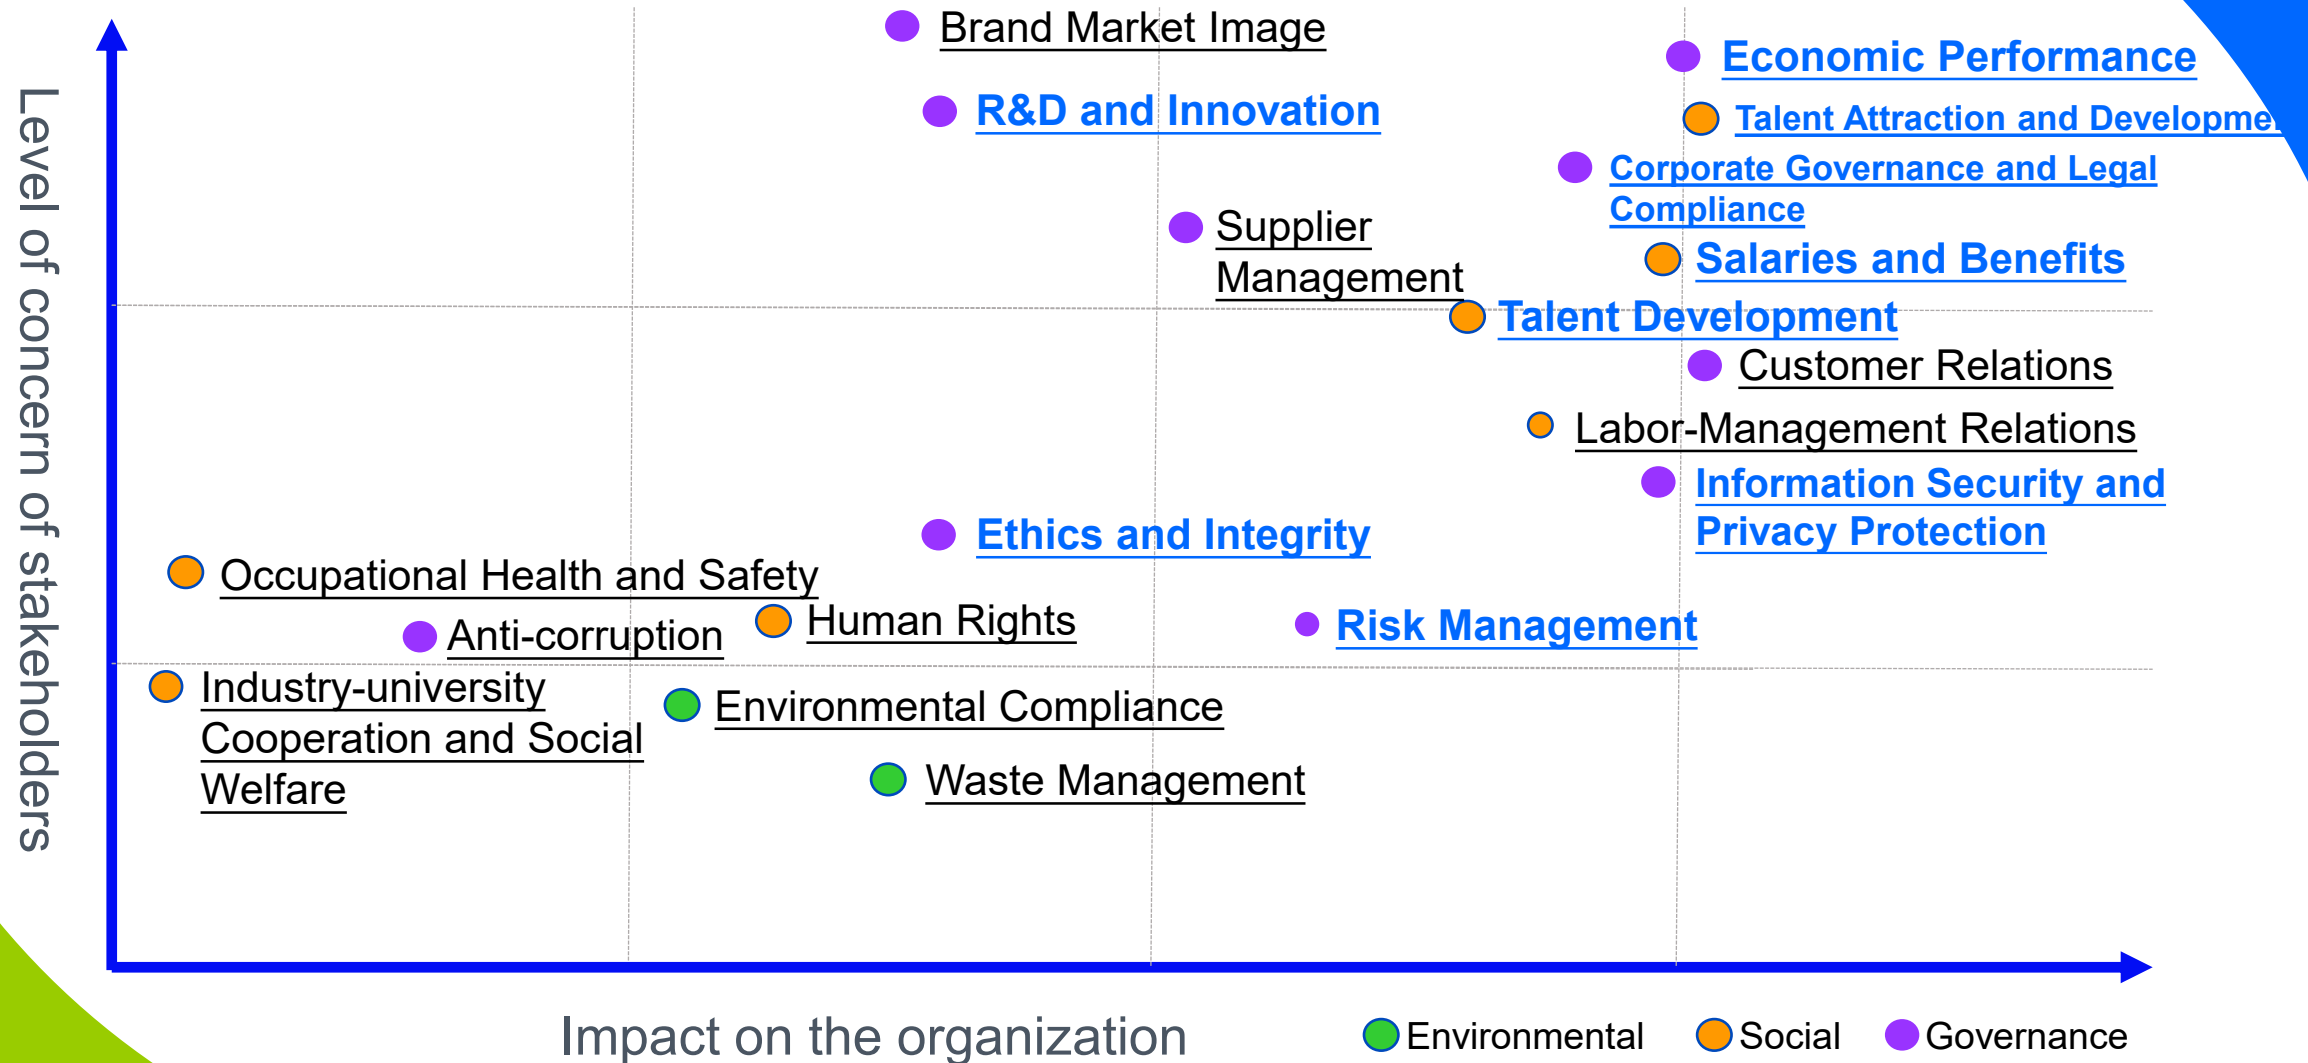 Level of concern of stakeholders
Brand Market Image
Economic Performance
R&D and Innovation
Talent Attraction and Developme
Corporate Governance and Legal
Compliance
Supplier
Management
Salaries and Benefits
Talent Development
Customer Relations
Labor-Management Relations
Information Security and
Privacy Protection
Ethics and Integrity
Occupational Health and Safety
Human Rights
Risk Management
Anti-corruption
Industry-university
Cooperation and Social
Welfare
Environmental Compliance
Waste Management
Impact on the organization
Environmental
Social
Governance